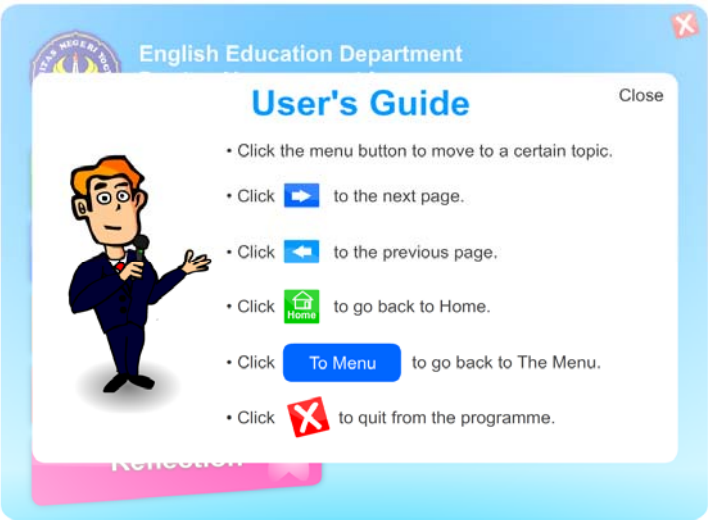 English Education Department
User's Guide
Close
• Click the menu button to move to a certain topic.
• Click to the next page.
• Click to the previous page.
• Click Home to go back to Home.
• Click To Menu to go back to The Menu.
• Click X to quit from the programme.